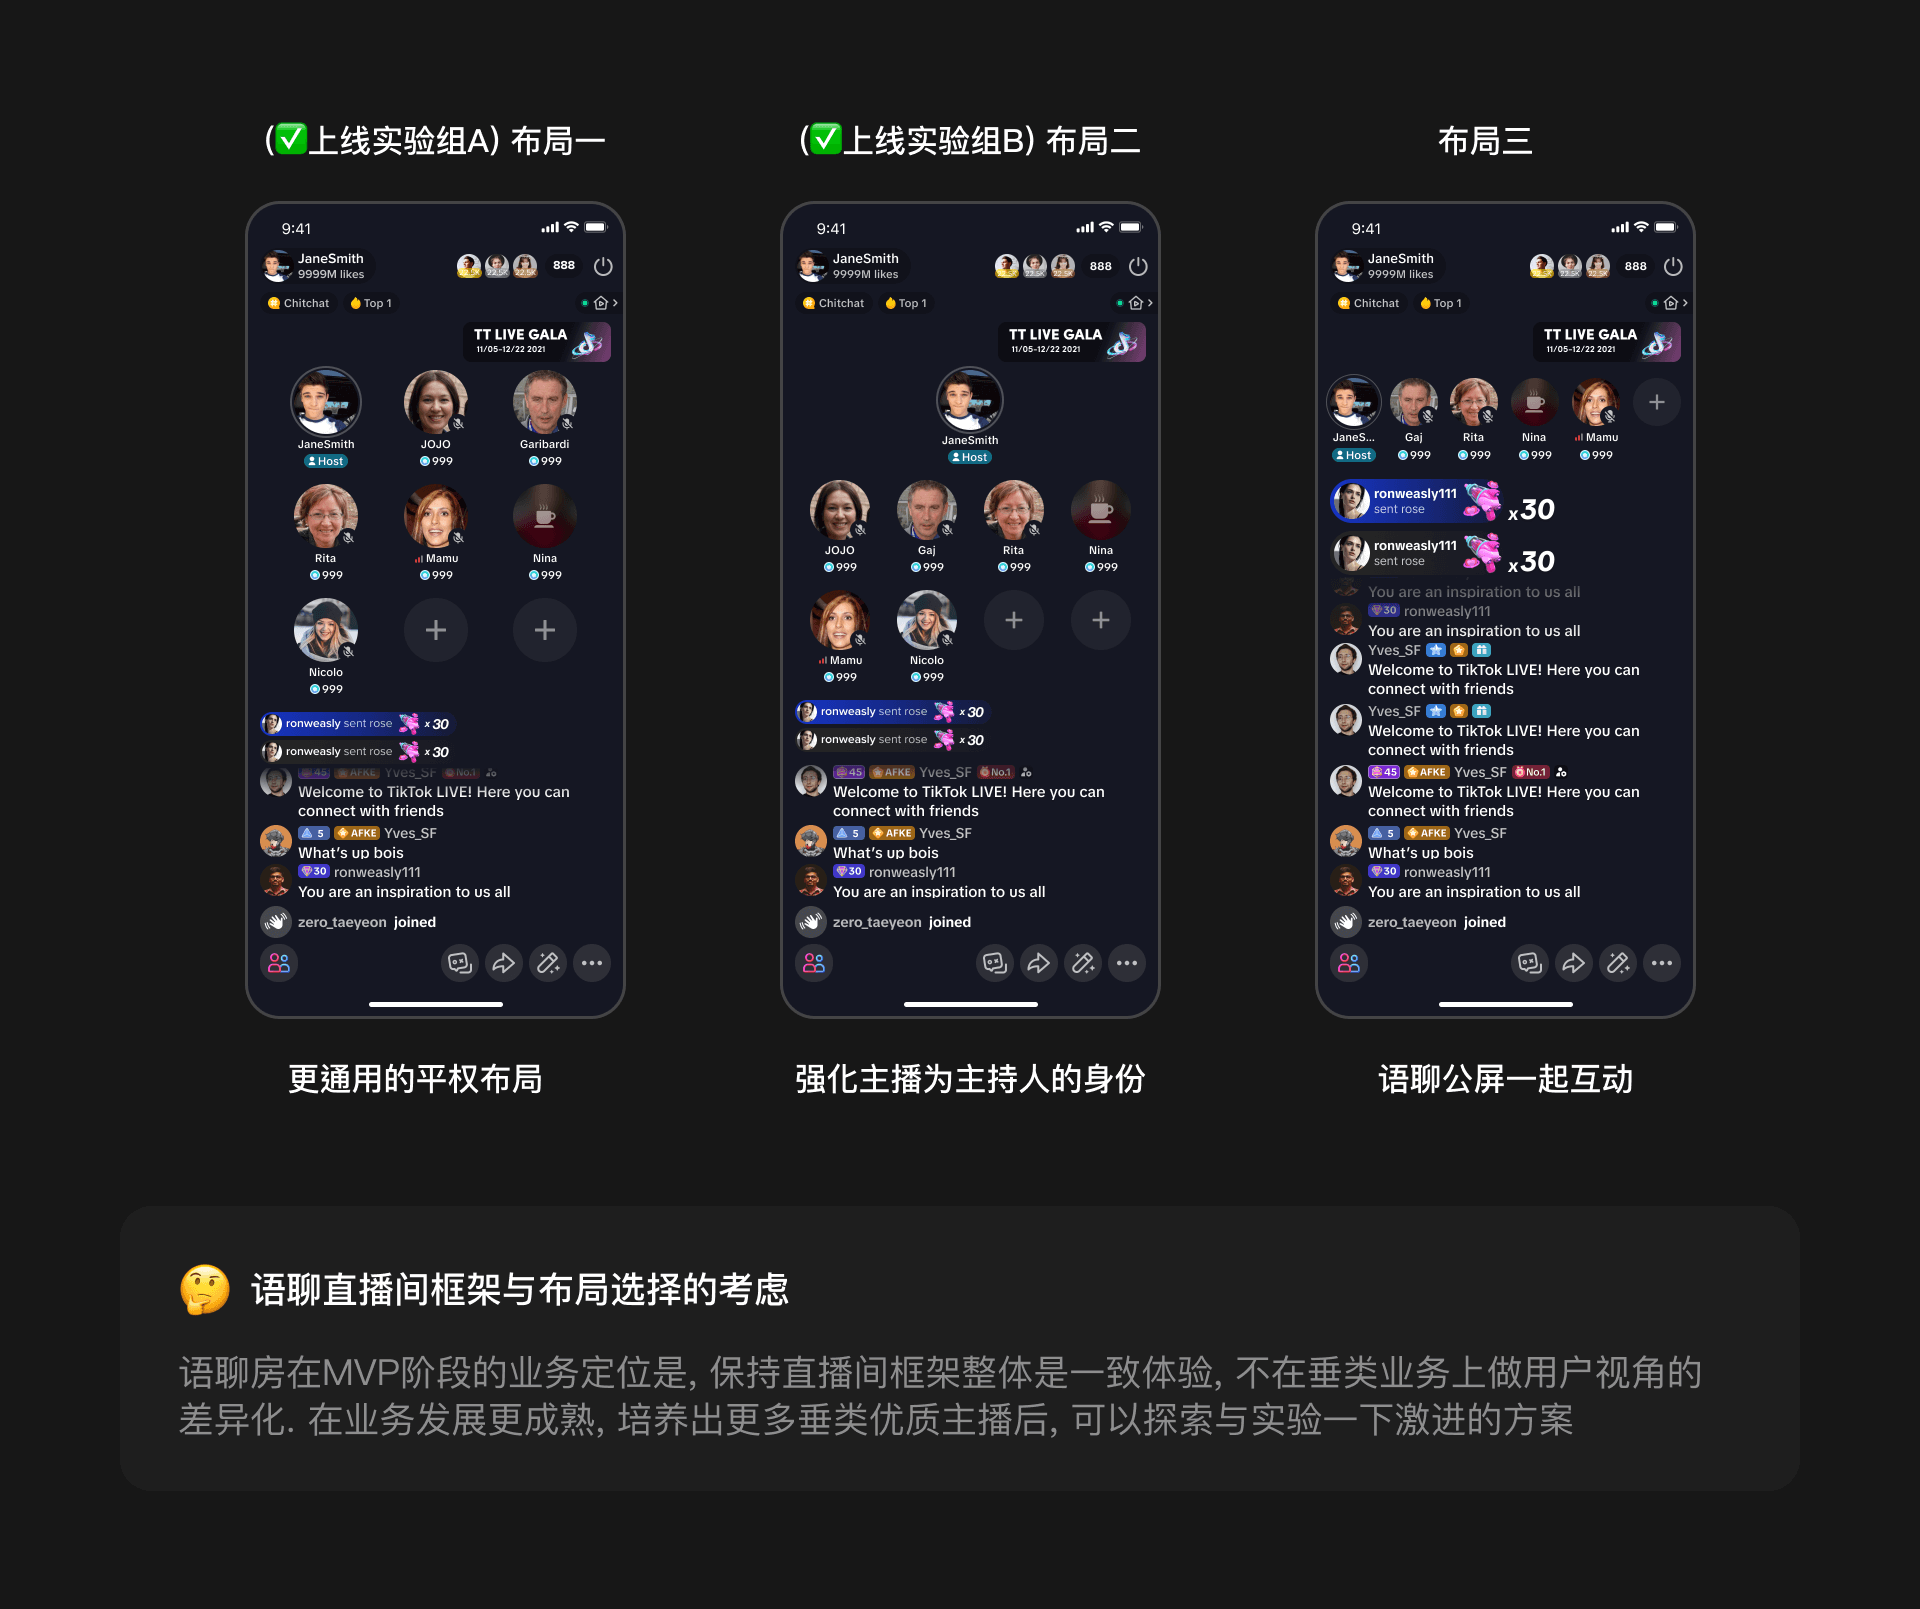 (✅上线实验组A) 布局一
9:41
JaneSmith
9999M likes
22.5K 22.5K
888
Chitchat
Top 1
TT LIVE GALA
11/05-12/22 2021
JaneSmith
JOJO
Garibardi
Host
999
999
Rita
Mamu
Nina
999
999
999
Nicolo
999
ronweasly sent rose x30
ronweasly sent rose x30
45 AFKE Yves_SF No.1
Welcome to TikTok LIVE! Here you can
connect with friends
5 AFKE Yves_SF
What's up bois
30 ronweasly111
You are an inspiration to us all
zero_taeyeon joined
更通用的平权布局
(✅上线实验组B) 布局二
9:41
JaneSmith
9999M likes
22.5K 22.5K
888
Chitchat
Top 1
TT LIVE GALA
11/05-12/22 2021
JaneSmith
Host
JOJO
Gaj
Rita
Nina
999
999
999
999
Mamu
Nicolo
999
999
ronweasly sent rose x30
ronweasly sent rose x30
45 AFKE Yves_SF No.1
Welcome to TikTok LIVE! Here you can
connect with friends
5 AFKE Yves_SF
What's up bois
30 ronweasly111
You are an inspiration to us all
zero_taeyeon joined
强化主播为主持人的身份
布局三
9:41
JaneSmith
9999M likes
22.5K 22.5K
888
Chitchat
Top 1
TT LIVE GALA
11/05-12/22 2021
JaneS...
Gaj
Rita
Nina
Mamu
Host
999
999
999
999
ronweasly111
sent rose
x30
ronweasly111
sent rose
x30
You are an inspiration to us all
30 ronweasly111
You are an inspiration to us all
Yves_SF
Welcome to TikTok LIVE! Here you can
connect with friends
Yves_SF
Welcome to TikTok LIVE! Here you can
connect with friends
45 AFKE Yves_SF No.1
Welcome to TikTok LIVE! Here you can
connect with friends
5 AFKE Yves_SF
What's up bois
30 ronweasly111
You are an inspiration to us all
zero_taeyeon joined
语聊公屏一起互动
🤔 语聊直播间框架与布局选择的考虑
语聊房在MVP阶段的业务定位是, 保持直播间框架整体是一致体验, 不在垂类业务上做用户视角的
差异化. 在业务发展更成熟, 培养出更多垂类优质主播后, 可以探索与实验一下激进的方案